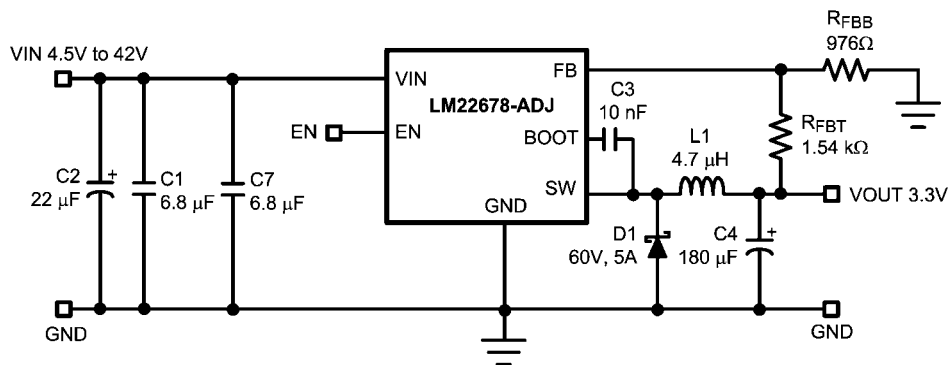 VIN 4.5V to 42V
RFBB
976Ω
VIN
FB
LM22678-ADJ
C3
10 nF
EN
EN
BOOT
RFBT
1.54 kΩ
L1
4.7 μH
C2
22 μF
+
C1
6.8 μF
C7
6.8 μF
SW
VOUT 3.3V
GND
D1
60V, 5A
C4
180 μF
+
GND
GND